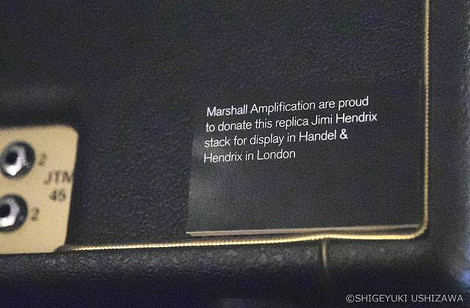 Marshall Amplification are proud
to donate this replica Jimi Hendrix
stack for display in Handel &
Hendrix in London
2
JTM
45
2
©SHIGEYUKI USHIZAWA